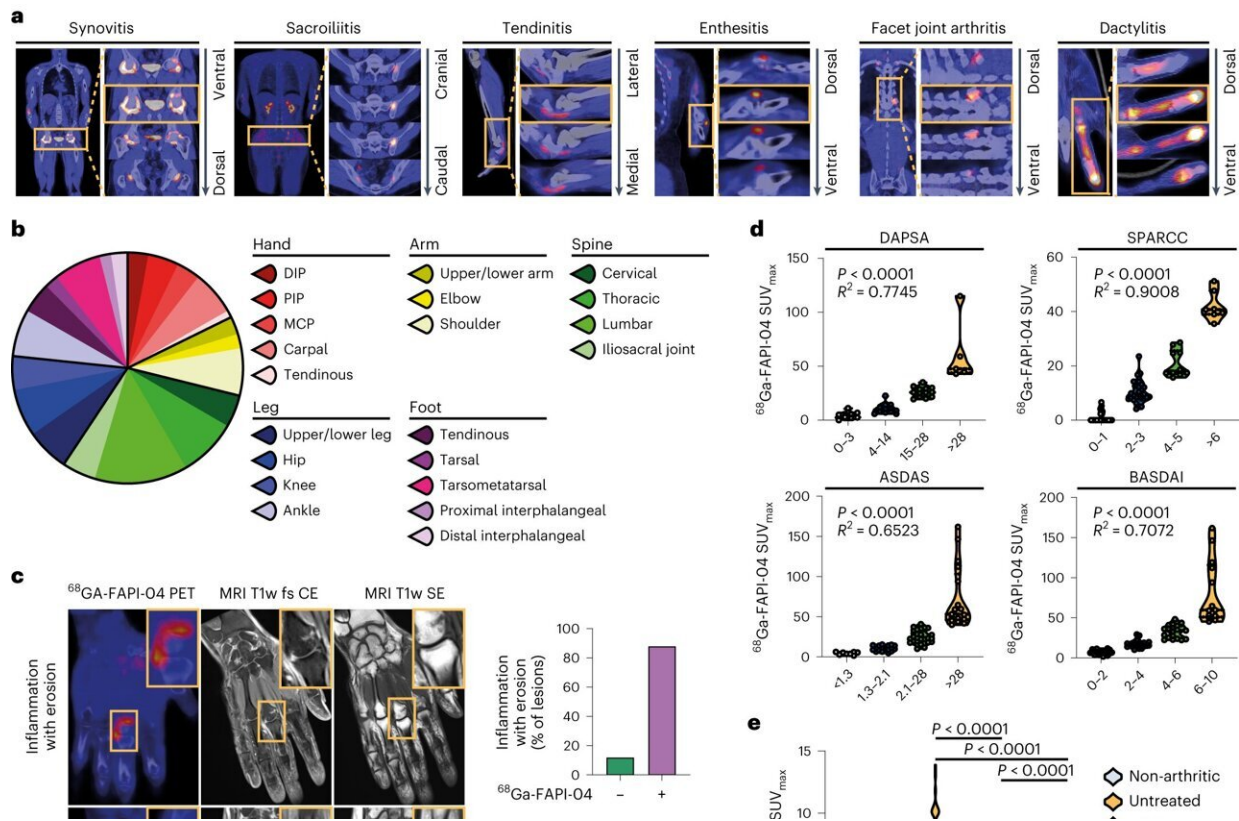 a
Synovitis
Sacroiliitis
Tendinitis
Enthesitis
Facet joint arthritis
Dactylitis
Ventral
Dorsal
Cranial
Caudal
Lateral
Medial
Dorsal
Ventral
Dorsal
Ventral
Dorsal
Ventral
b
Hand
DIP
PIP
MCP
Carpal
Tendinous
Arm
Upper/lower arm
Elbow
Shoulder
Spine
Cervical
Thoracic
Lumbar
Iliosacral joint
Leg
Upper/lower leg
Hip
Knee
Ankle
Foot
Tendinous
Tarsal
Tarsometatarsal
Proximal interphalangeal
Distal interphalangeal
c
⁶⁸GA-FAPI-04 PET
MRI T1w fs CE
MRI T1w SE
Inflammation
with erosion
Inflammation
with erosion
(% of lesions)
100
80
60
40
20
0
⁶⁸Ga-FAPI-04
–
+
d
DAPSA
P < 0.0001
R² = 0.7745
⁶⁸Ga-FAPI-04 SUVmax
150
100
50
0
0–3
4–14
15–28
>28
SPARCC
P < 0.0001
R² = 0.9008
⁶⁸Ga-FAPI-04 SUVmax
60
40
20
0
0–1
2–3
4–5
>6
ASDAS
P < 0.0001
R² = 0.6523
⁶⁸Ga-FAPI-04 SUVmax
200
150
100
50
0
<1.3
1.3–2.1
2.1–28
>28
BASDAI
P < 0.0001
R² = 0.7072
⁶⁸Ga-FAPI-04 SUVmax
200
150
100
50
0
0–2
2–4
4–6
6–10
e
P < 0.0001
P < 0.0001
P < 0.0001
SUVmax
15
10
Non-arthritic
Untreated